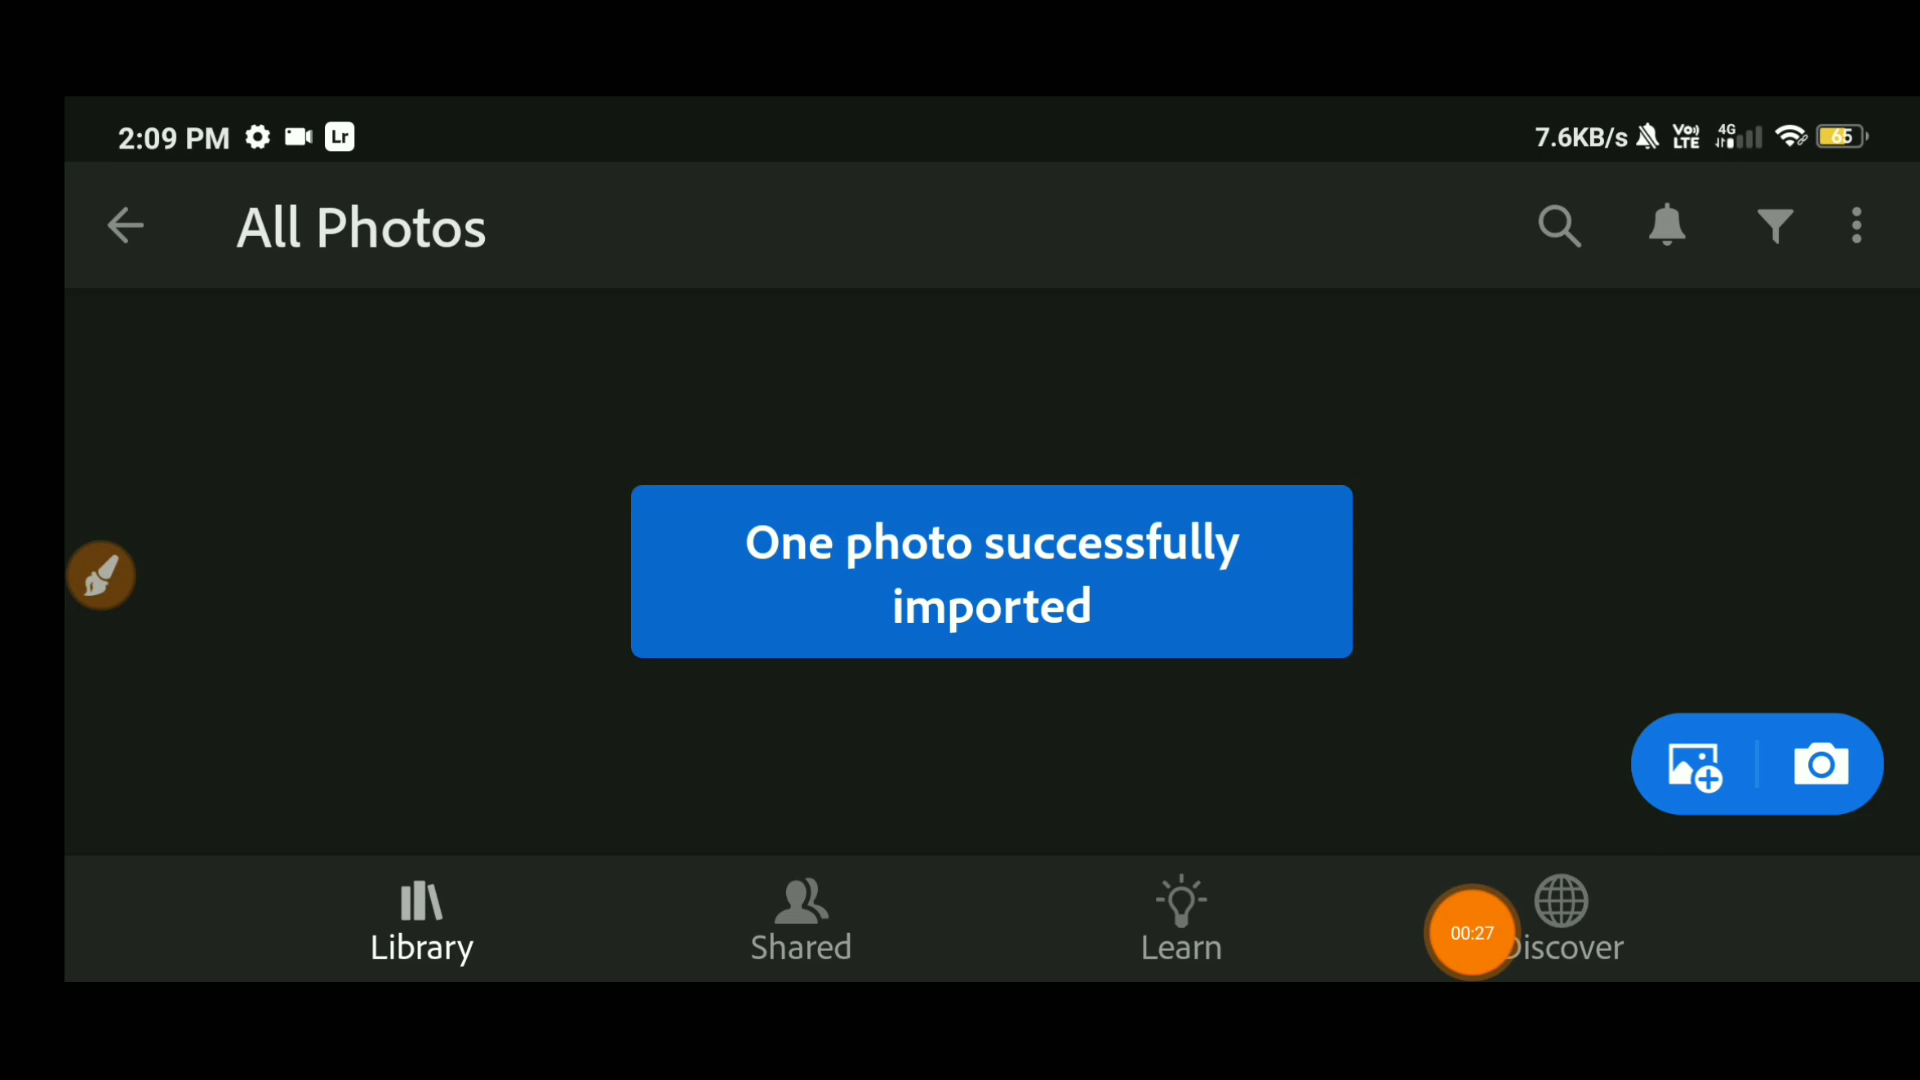 2:09 PM Lr 7.6KB/s Vo) LTE 4G 65
All Photos
One photo successfully
imported
Library Shared Learn 00:27 Discover